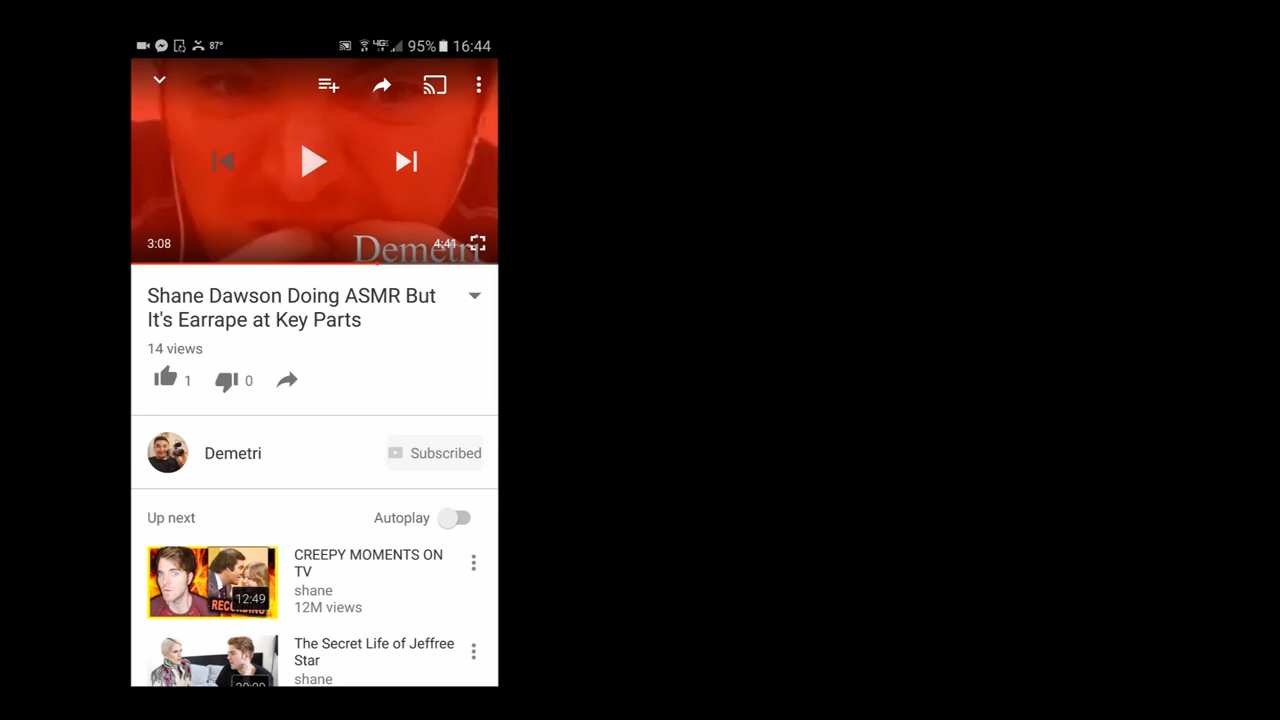 87° 4G 95% 16:44
3:08 4:41
Demetri
Shane Dawson Doing ASMR But
It's Earrape at Key Parts
14 views
1 0
Demetri Subscribed
Up next Autoplay
CREEPY MOMENTS ON
TV
shane
12M views
12:49
RECORDING
The Secret Life of Jeffree
Star
shane